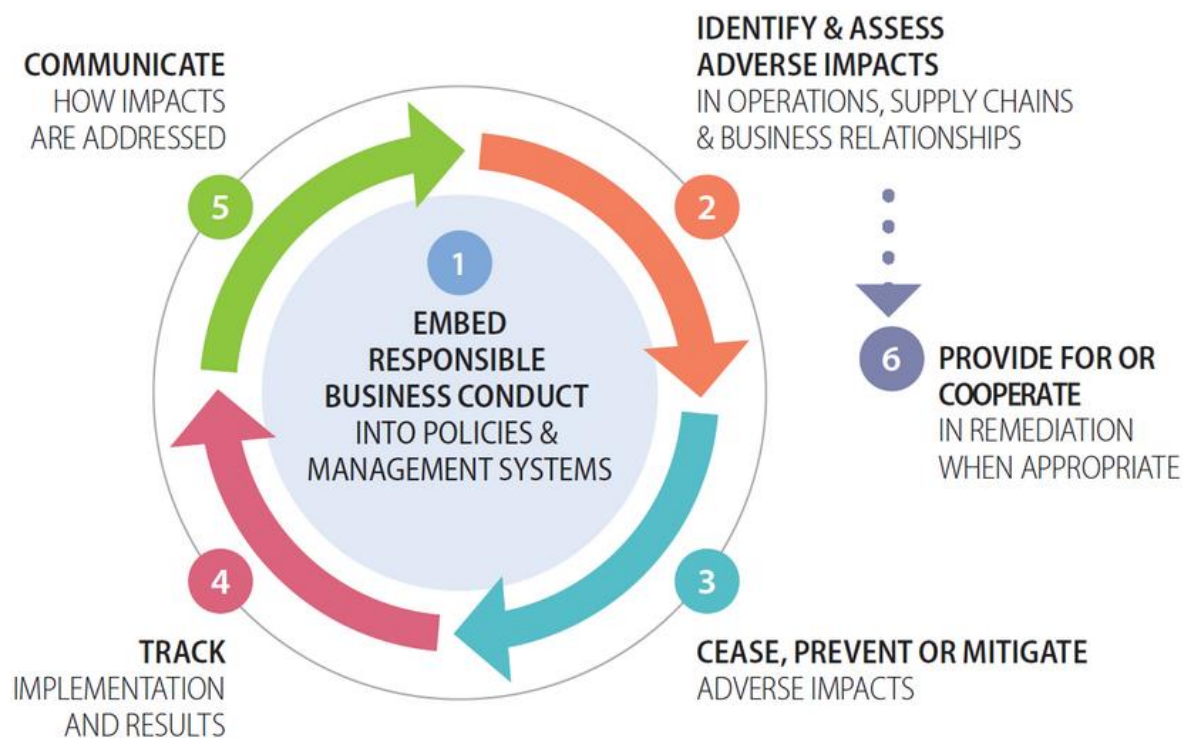 1
EMBED
RESPONSIBLE
BUSINESS CONDUCT
INTO POLICIES &
MANAGEMENT SYSTEMS
2
IDENTIFY & ASSESS
ADVERSE IMPACTS
IN OPERATIONS, SUPPLY CHAINS
& BUSINESS RELATIONSHIPS
3
CEASE, PREVENT OR MITIGATE
ADVERSE IMPACTS
4
TRACK
IMPLEMENTATION
AND RESULTS
5
COMMUNICATE
HOW IMPACTS
ARE ADDRESSED
6
PROVIDE FOR OR
COOPERATE
IN REMEDIATION
WHEN APPROPRIATE